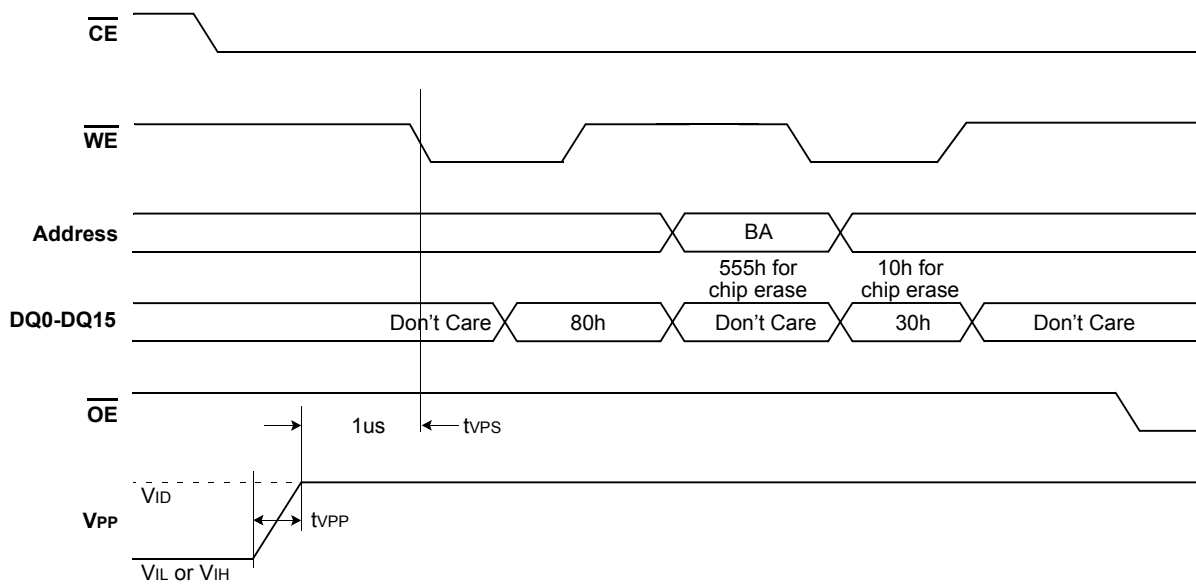 CE
WE
Address
BA
555h for
chip erase
10h for
chip erase
DQ0-DQ15
Don't Care
80h
Don't Care
30h
Don't Care
OE
1us
tVPS
VID
VPP
tVPP
VIL or VIH